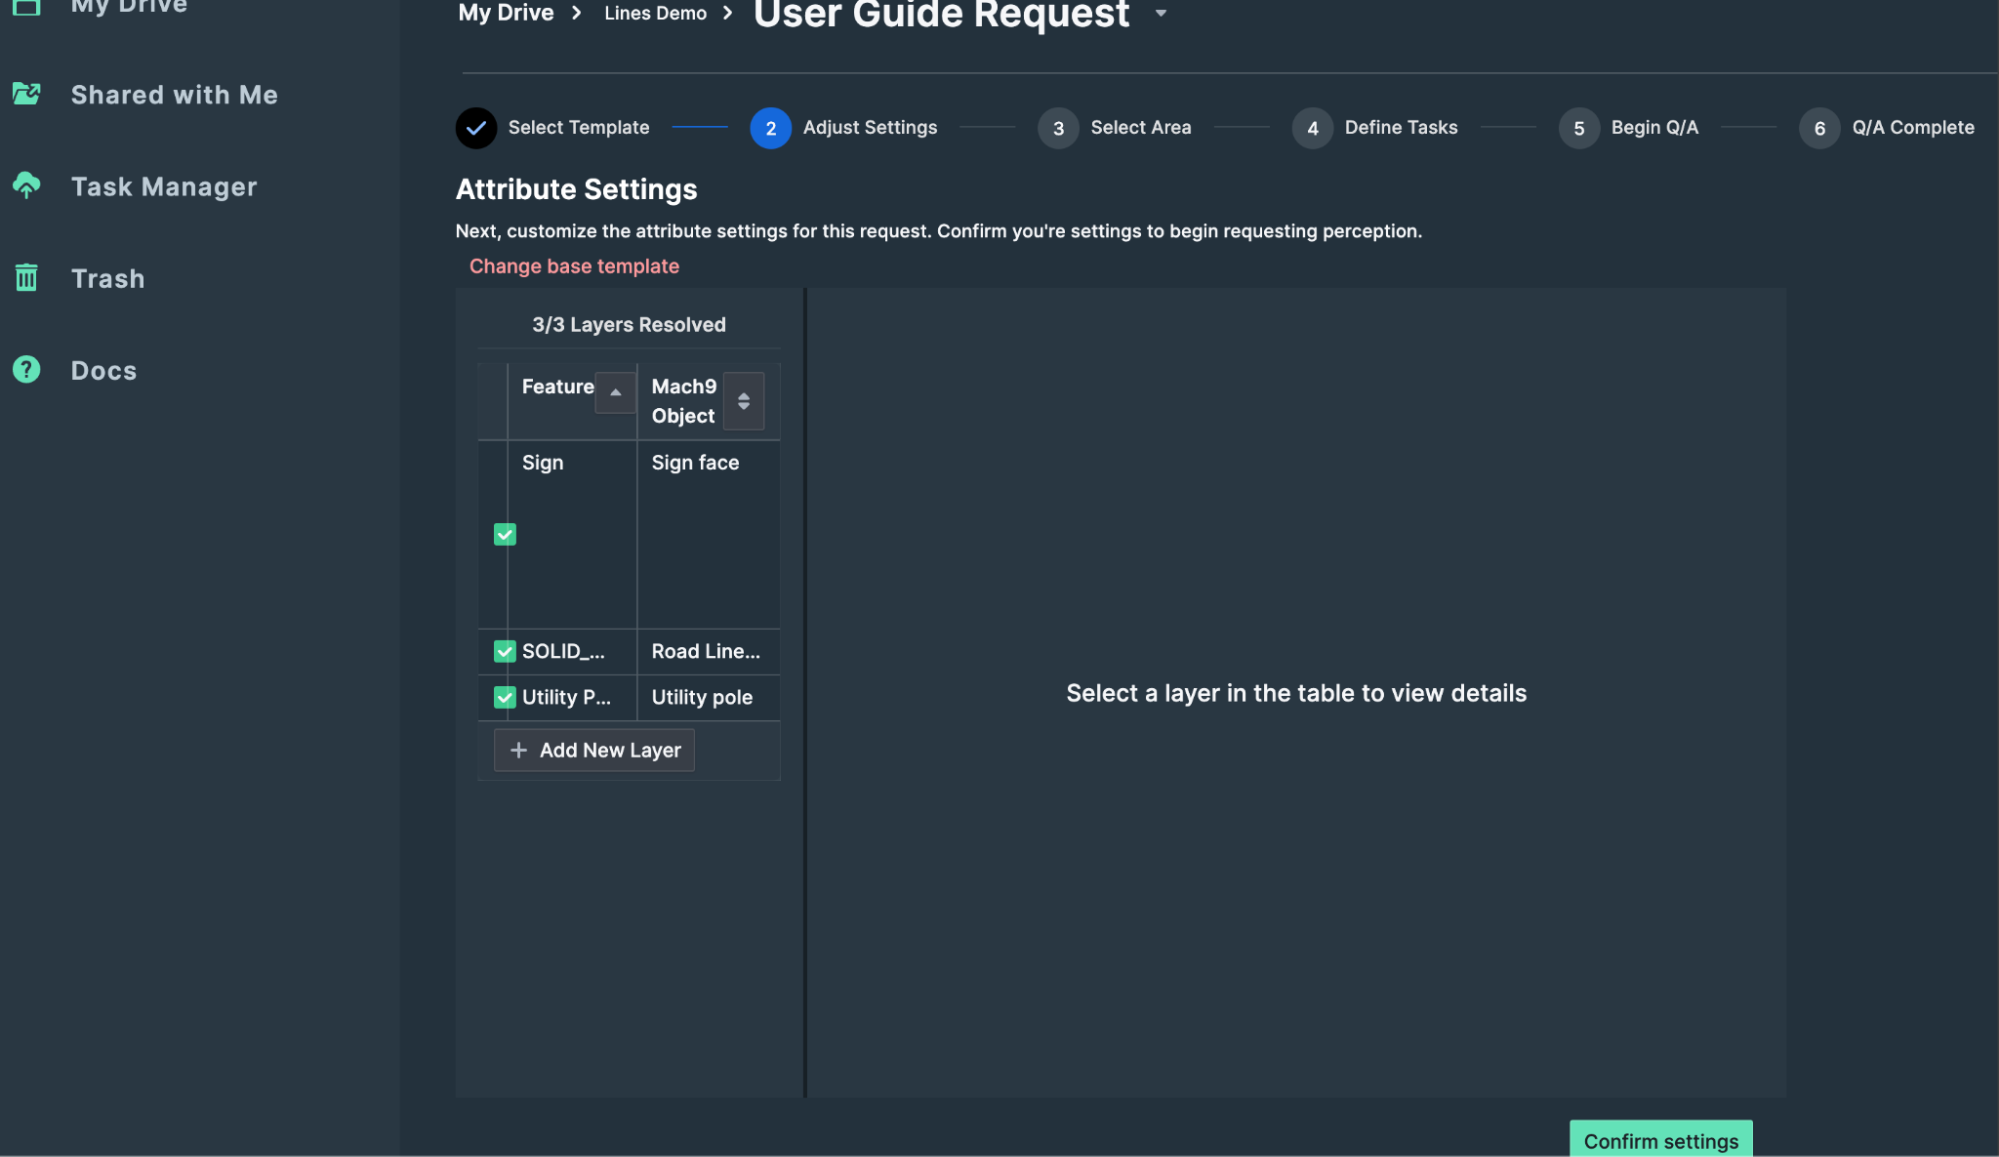 My Drive
Shared with Me
Task Manager
Trash
Docs
My Drive > Lines Demo > User Guide Request
Select Template
2 Adjust Settings
3 Select Area
4 Define Tasks
5 Begin Q/A
6 Q/A Complete
Attribute Settings
Next, customize the attribute settings for this request. Confirm you're settings to begin requesting perception.
Change base template
3/3 Layers Resolved
Feature
Mach9
Object
Sign Sign face
SOLID_... Road Line...
Utility P... Utility pole
+ Add New Layer
Select a layer in the table to view details
Confirm settings